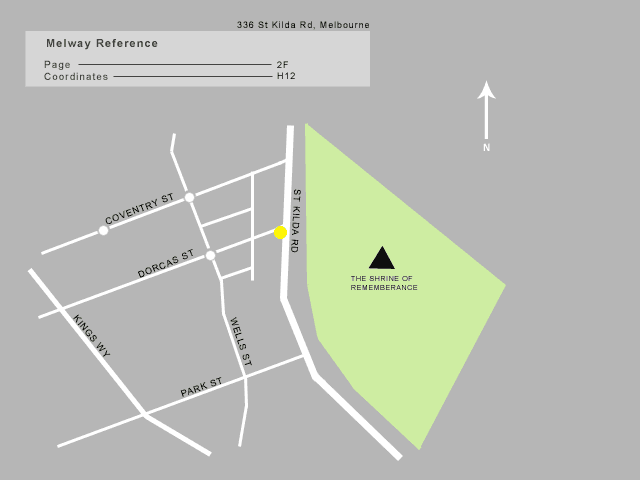 336 St Kilda Rd, Melbourne
Melway Reference
Page 2F
Coordinates H12
N
COVENTRY ST
ST KILDA RD
DORCAS ST
THE SHRINE OF
REMEMBERANCE
KINGS WY
WELLS ST
PARK ST